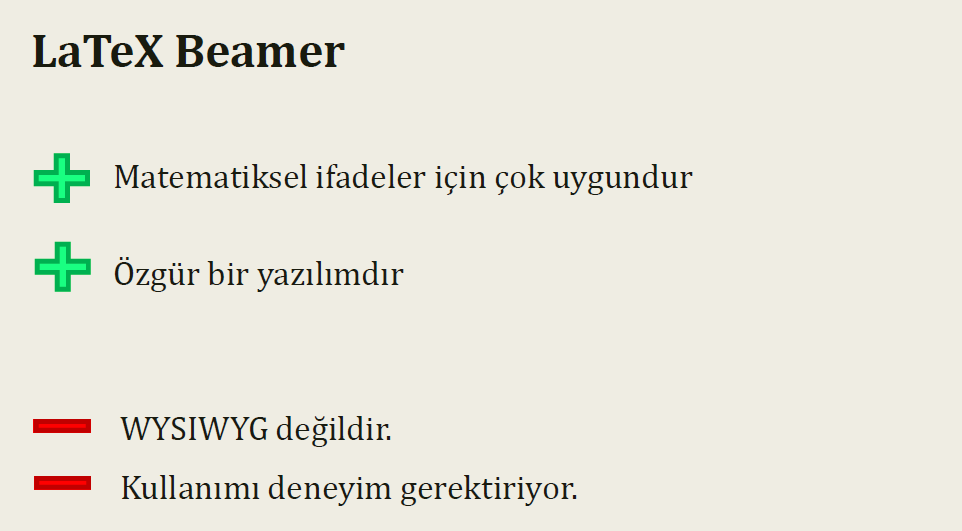 LaTeX Beamer
Matematiksel ifadeler için çok uygundur
Özgür bir yazılımdır
WYSIWYG değildir.
Kullanımı deneyim gerektiriyor.